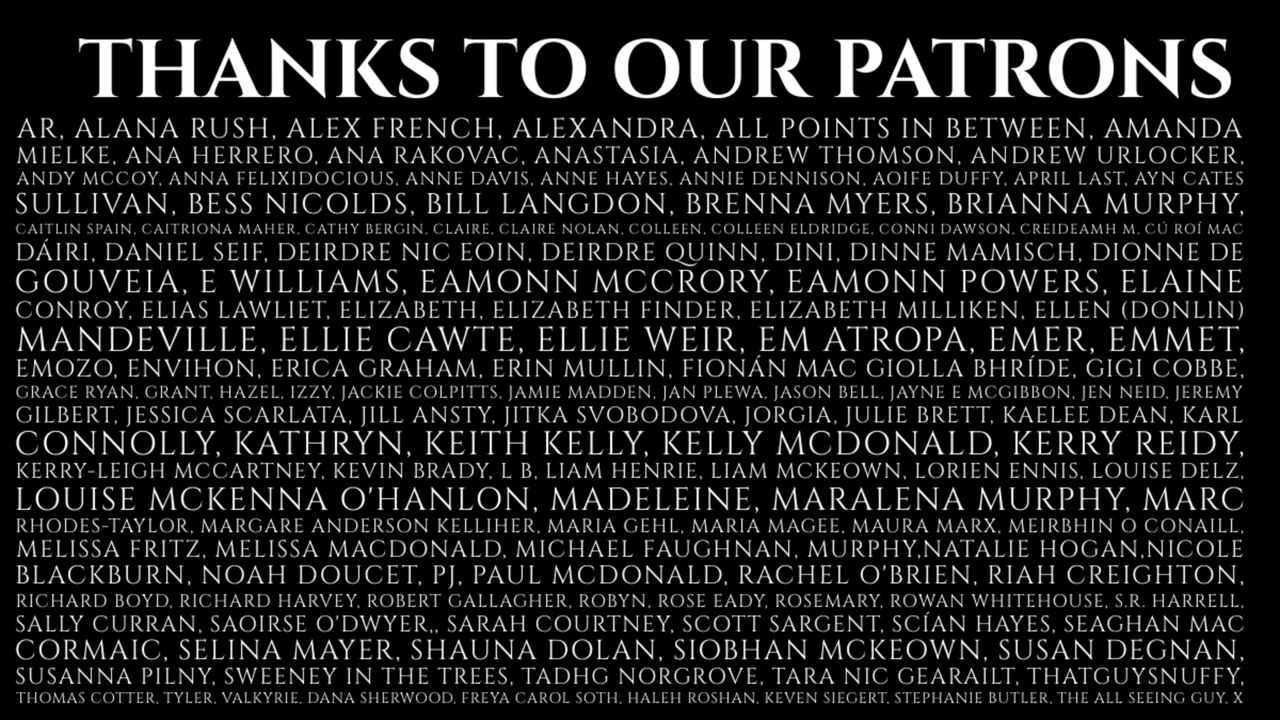 THANKS TO OUR PATRONS
AR, ALANA RUSH, ALEX FRENCH, ALEXANDRA, ALL POINTS IN BETWEEN, AMANDA
MIELKE, ANA HERRERO, ANA RAKOVAC, ANASTASIA, ANDREW THOMSON, ANDREW URLOCKER,
ANDY MCCOY, ANNA FELIXIDOCIOUS, ANNE DAVIS, ANNE HAYES, ANNIE DENNISON, AOIFE DUFFY, APRIL LAST, AYN CATES
SULLIVAN, BESS NICOLDS, BILL LANGDON, BRENNA MYERS, BRIANNA MURPHY,
CAITLIN SPAIN, CAITRIONA MAHER, CATHY BERGIN, CLAIRE, CLAIRE NOLAN, COLLEEN, COLLEEN ELDRIDGE, CONNI DAWSON, CREIDEAMH M, CÚ ROÍ MAC
DÁIRI, DANIEL SEIF, DEIRDRE NIC EOIN, DEIRDRE QUINN, DINI, DINNE MAMISCH, DIONNE DE
GOUVEIA, E WILLIAMS, EAMONN MCCRORY, EAMONN POWERS, ELAINE
CONROY, ELIAS LAWLIET, ELIZABETH, ELIZABETH FINDER, ELIZABETH MILLIKEN, ELLEN (DONLIN)
MANDEVILLE, ELLIE CAWTE, ELLIE WEIR, EM ATROPA, EMER, EMMET,
EMOZO, ENVIHON, ERICA GRAHAM, ERIN MULLIN, FIONÁN MAC GIOLLA BHRÍDE, GIGI COBBE,
GRACE RYAN, GRANT, HAZEL, IZZY, JACKIE COLPITTS, JAMIE MADDEN, JAN PLEWA, JASON BELL, JAYNE E MCGIBBON, JEN NEID, JEREMY
GILBERT, JESSICA SCARLATA, JILL ANSTY, JITKA SVOBODOVA, JORGIA, JULIE BRETT, KAELEE DEAN, KARL
CONNOLLY, KATHRYN, KEITH KELLY, KELLY MCDONALD, KERRY REIDY,
KERRY-LEIGH MCCARTNEY, KEVIN BRADY, L B, LIAM HENRIE, LIAM MCKEOWN, LORIEN ENNIS, LOUISE DELZ,
LOUISE MCKENNA O'HANLON, MADELEINE, MARALENA MURPHY, MARC
RHODES-TAYLOR, MARGARE ANDERSON KELLIHER, MARIA GEHL, MARIA MAGEE, MAURA MARX, MEIRBHIN O CONAILL,
MELISSA FRITZ, MELISSA MACDONALD, MICHAEL FAUGHNAN, MURPHY,NATALIE HOGAN,NICOLE
BLACKBURN, NOAH DOUCET, PJ, PAUL MCDONALD, RACHEL O'BRIEN, RIAH CREIGHTON,
RICHARD BOYD, RICHARD HARVEY, ROBERT GALLAGHER, ROBYN, ROSE EADY, ROSEMARY, ROWAN WHITEHOUSE, S.R. HARRELL,
SALLY CURRAN, SAOIRSE O'DWYER,, SARAH COURTNEY, SCOTT SARGENT, SCÍAN HAYES, SEAGHAN MAC
CORMAIC, SELINA MAYER, SHAUNA DOLAN, SIOBHAN MCKEOWN, SUSAN DEGNAN,
SUSANNA PILNY, SWEENEY IN THE TREES, TADHG NORGROVE, TARA NIC GEARAILT, THATGUYSNUFFY,
THOMAS COTTER, TYLER, VALKYRIE, DANA SHERWOOD, FREYA CAROL SOTH, HALEH ROSHAN, KEVEN SIEGERT, STEPHANIE BUTLER, THE ALL SEEING GUY, X